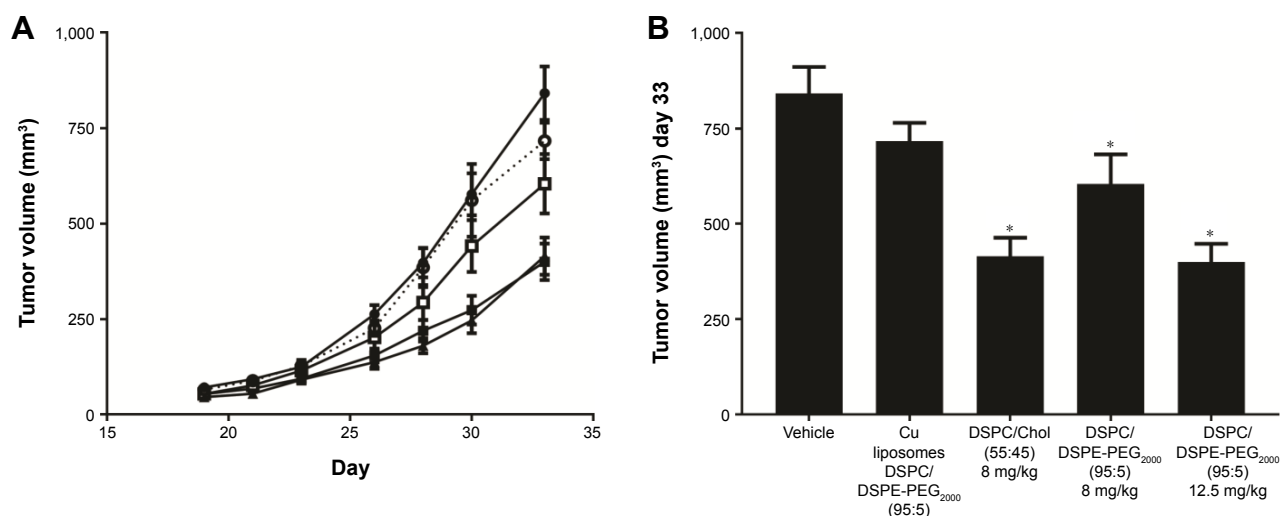 A
Tumor volume (mm³)
1,000
750
500
250
0
15
20
25
30
35
Day
B
Tumor volume (mm³) day 33
1,000
750
500
250
0
*
*
*
Vehicle
Cu
liposomes
DSPC/
DSPE-PEG₂₀₀₀
(95:5)
DSPC/Chol
(55:45)
8 mg/kg
DSPC/
DSPE-PEG₂₀₀₀
(95:5)
8 mg/kg
DSPC/
DSPE-PEG₂₀₀₀
(95:5)
12.5 mg/kg